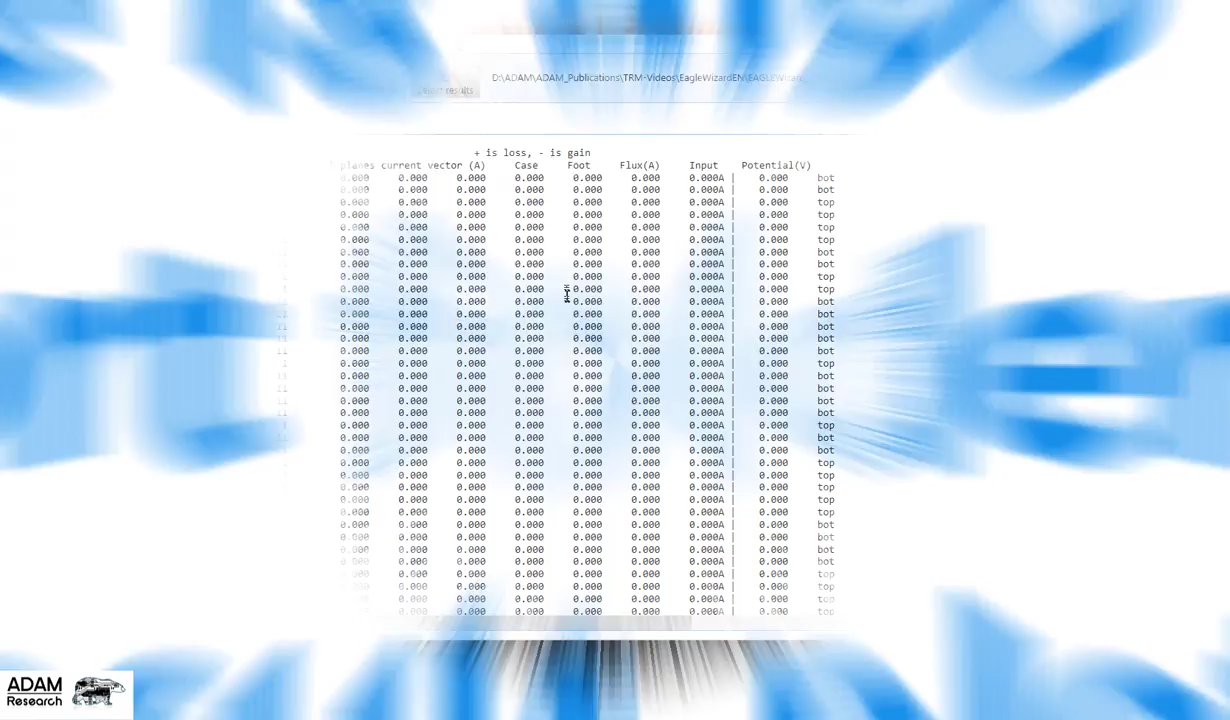 D:\ADAM\ADAM_Publications\TRM-Videos\EagleWizardEN\EAGLEWizard
results
+ is loss, - is gain
planes current vector (A) Case Foot Flux(A) Input Potential(V)
0.000 0.000 0.000 0.000 0.000 0.000 0.000A | 0.000 bot
0.000 0.000 0.000 0.000 0.000 0.000 0.000A | 0.000 bot
0.000 0.000 0.000 0.000 0.000 0.000 0.000A | 0.000 top
0.000 0.000 0.000 0.000 0.000 0.000 0.000A | 0.000 top
0.000 0.000 0.000 0.000 0.000 0.000 0.000A | 0.000 top
0.000 0.000 0.000 0.000 0.000 0.000 0.000A | 0.000 top
0.000 0.000 0.000 0.000 0.000 0.000 0.000A | 0.000 bot
0.000 0.000 0.000 0.000 0.000 0.000 0.000A | 0.000 bot
0.000 0.000 0.000 0.000 0.000 0.000 0.000A | 0.000 top
0.000 0.000 0.000 0.000 0.000 0.000 0.000A | 0.000 top
0.000 0.000 0.000 0.000 0.000 0.000 0.000A | 0.000 bot
0.000 0.000 0.000 0.000 0.000 0.000 0.000A | 0.000 bot
0.000 0.000 0.000 0.000 0.000 0.000 0.000A | 0.000 bot
0.000 0.000 0.000 0.000 0.000 0.000 0.000A | 0.000 bot
0.000 0.000 0.000 0.000 0.000 0.000 0.000A | 0.000 bot
0.000 0.000 0.000 0.000 0.000 0.000 0.000A | 0.000 top
0.000 0.000 0.000 0.000 0.000 0.000 0.000A | 0.000 bot
0.000 0.000 0.000 0.000 0.000 0.000 0.000A | 0.000 bot
0.000 0.000 0.000 0.000 0.000 0.000 0.000A | 0.000 bot
0.000 0.000 0.000 0.000 0.000 0.000 0.000A | 0.000 bot
0.000 0.000 0.000 0.000 0.000 0.000 0.000A | 0.000 top
0.000 0.000 0.000 0.000 0.000 0.000 0.000A | 0.000 bot
0.000 0.000 0.000 0.000 0.000 0.000 0.000A | 0.000 bot
0.000 0.000 0.000 0.000 0.000 0.000 0.000A | 0.000 top
0.000 0.000 0.000 0.000 0.000 0.000 0.000A | 0.000 top
0.000 0.000 0.000 0.000 0.000 0.000 0.000A | 0.000 top
0.000 0.000 0.000 0.000 0.000 0.000 0.000A | 0.000 top
0.000 0.000 0.000 0.000 0.000 0.000 0.000A | 0.000 top
0.000 0.000 0.000 0.000 0.000 0.000 0.000A | 0.000 bot
0.000 0.000 0.000 0.000 0.000 0.000 0.000A | 0.000 bot
0.000 0.000 0.000 0.000 0.000 0.000 0.000A | 0.000 bot
0.000 0.000 0.000 0.000 0.000 0.000 0.000A | 0.000 bot
0.000 0.000 0.000 0.000 0.000 0.000 0.000A | 0.000 top
0.000 0.000 0.000 0.000 0.000 0.000 0.000A | 0.000 top
0.000 0.000 0.000 0.000 0.000 0.000 0.000A | 0.000 top
0.000 0.000 0.000 0.000 0.000 0.000 0.000A | 0.000 top
ADAM
Research